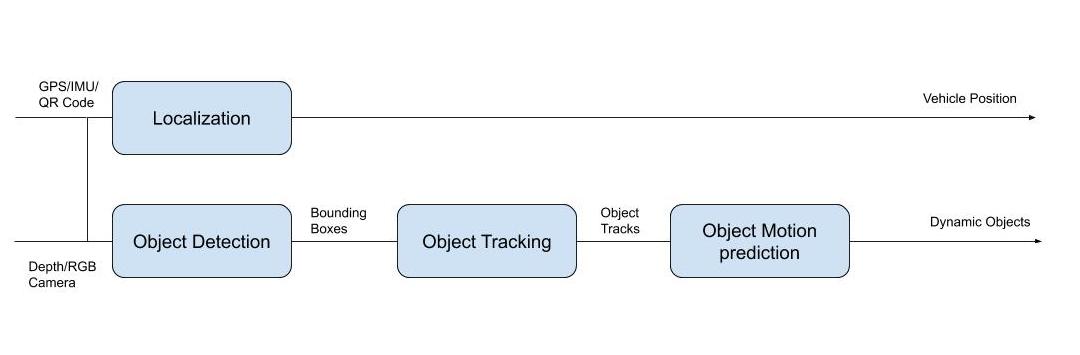 GPS/IMU/
QR Code
Localization
Vehicle Position
Object Detection
Bounding
Boxes
Object Tracking
Object
Tracks
Object Motion
prediction
Dynamic Objects
Depth/RGB
Camera